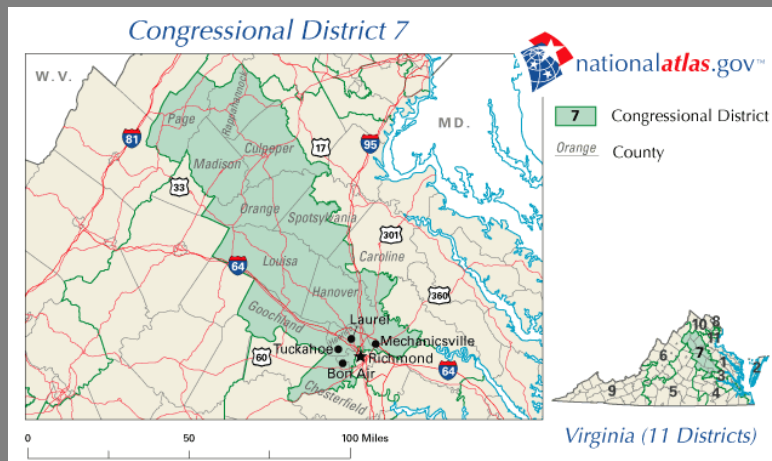 Congressional District 7
nationalatlas.gov™
W.V.
MD.
7 Congressional District
Orange County
Page
Rappahannock
81
Culpeper
17
95
Madison
33
Orange
Spotsylvania
301
Caroline
64
Louisa
Hanover
360
Goochland
Laurel
Mechanicsville
60
Tuckahoe
Richmond
Bon Air
64
Chesterfield
0 50 100 Miles
10 8
11
6 7
1 2
3
9 5 4
Virginia (11 Districts)